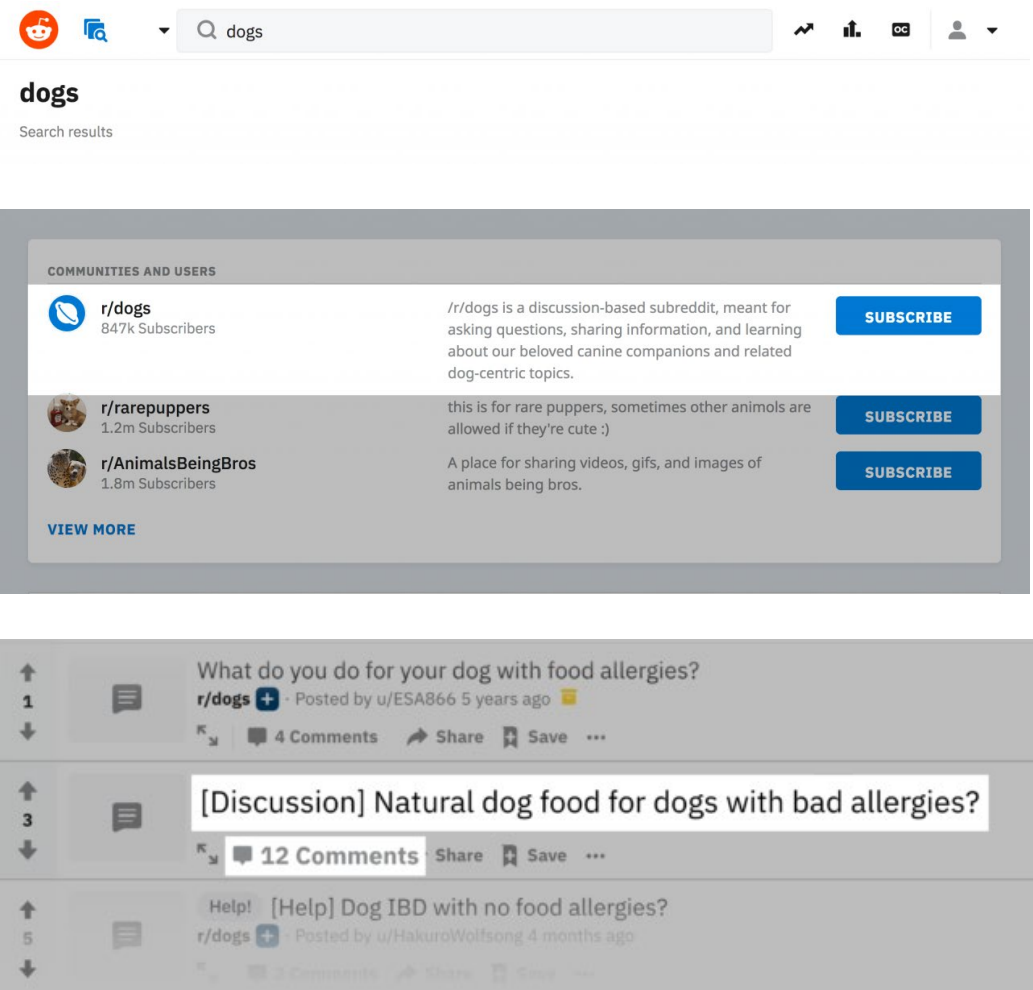 dogs
OC
dogs
Search results
COMMUNITIES AND USERS
r/dogs
847k Subscribers
/r/dogs is a discussion-based subreddit, meant for
asking questions, sharing information, and learning
about our beloved canine companions and related
dog-centric topics.
SUBSCRIBE
r/rarepuppers
1.2m Subscribers
this is for rare puppers, sometimes other animols are
allowed if they're cute :)
SUBSCRIBE
r/AnimalsBeingBros
1.8m Subscribers
A place for sharing videos, gifs, and images of
animals being bros.
SUBSCRIBE
VIEW MORE
What do you do for your dog with food allergies?
1
r/dogs · Posted by u/ESA866 5 years ago
4 Comments Share Save ···
[Discussion] Natural dog food for dogs with bad allergies?
3
12 Comments Share Save ···
Help! [Help] Dog IBD with no food allergies?
5
r/dogs · Posted by u/HakuroWolfsong 4 months ago
3 Comments Share Save ···